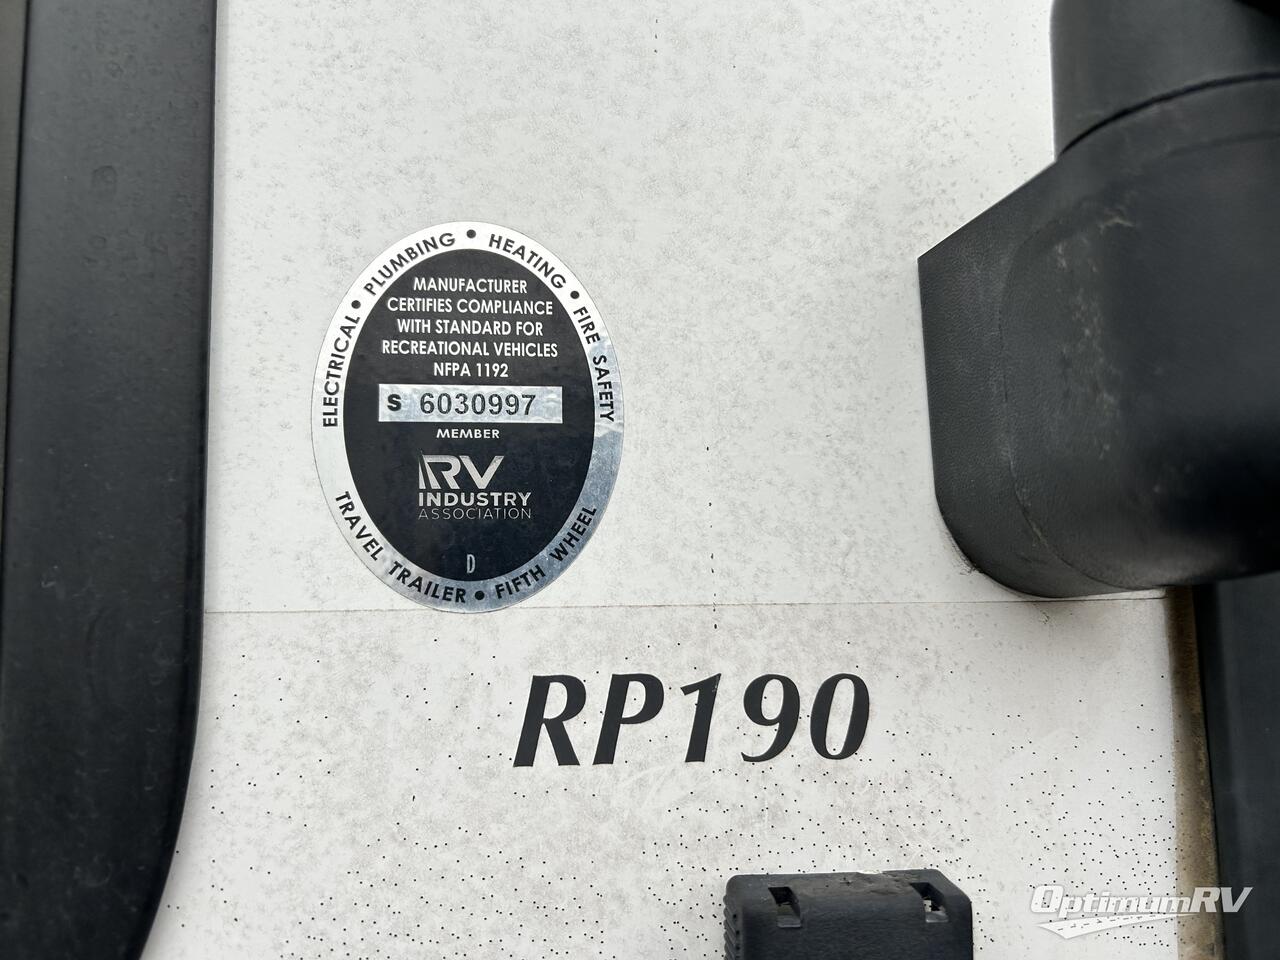 ELECTRICAL • PLUMBING • HEATING • FIRE SAFETY
MANUFACTURER
CERTIFIES COMPLIANCE
WITH STANDARD FOR
RECREATIONAL VEHICLES
NFPA 1192
S 6030997
MEMBER
RV
INDUSTRY
ASSOCIATION
D
TRAVEL TRAILER • FIFTH WHEEL
RP190
OptimumRV